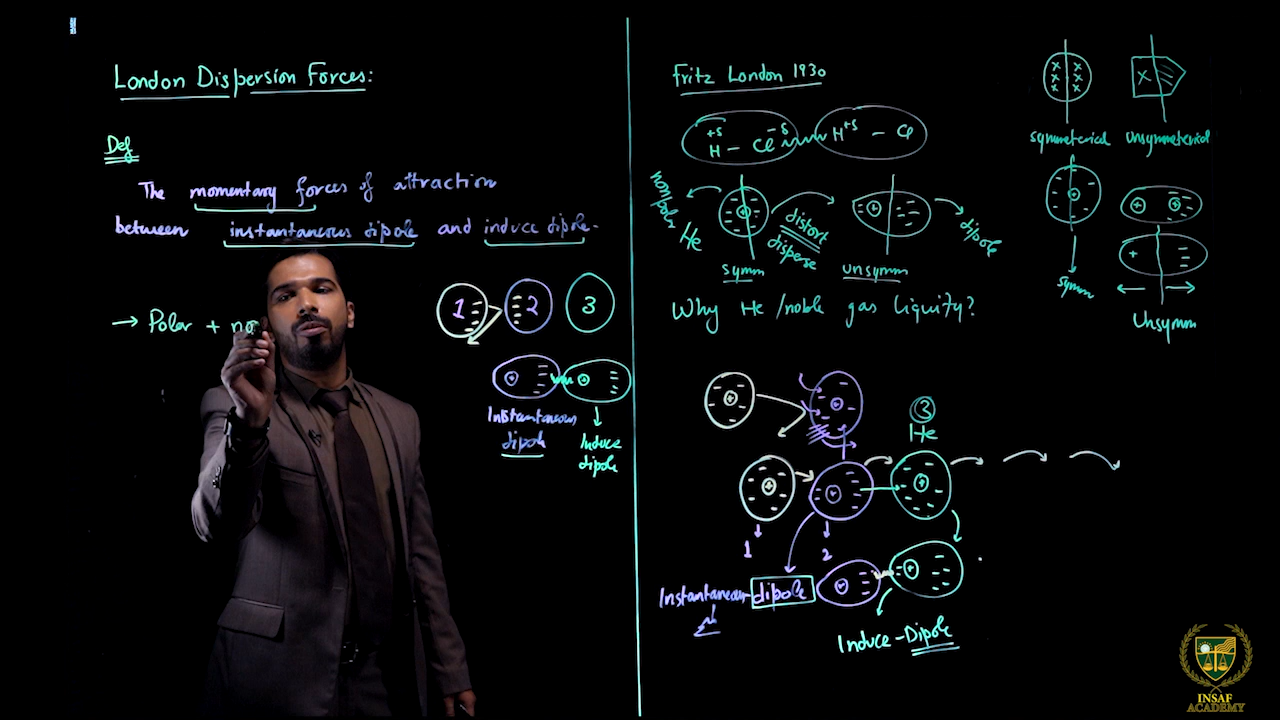 London Dispersion Forces:
Def
The momentary forces of attraction
between instantaneous dipole and induce dipole.
→ Polar + no
1 2 3
Instantaneous dipole
Induce dipole
Fritz London 1930
+δ -δ +δ
H – Cl H – Cl
nonpolar He
distort
disperse
dipole
symm unsymm
Why He/noble gas liquify?
symmeterical unsymmeterical
symm
Unsymm
3
He
1 2
Instantaneous dipole
Induce-Dipole
INSAF
ACADEMY